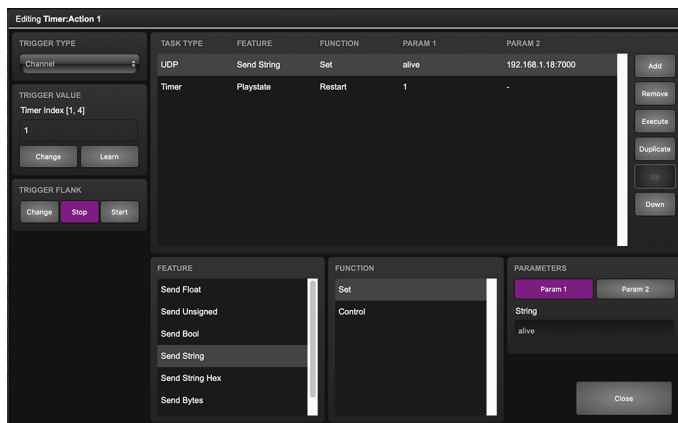 Editing Timer:Action 1
TRIGGER TYPE
Channel
TRIGGER VALUE
Timer Index [1, 4]
1
Change Learn
TRIGGER FLANK
Change Stop Start
TASK TYPE FEATURE FUNCTION PARAM 1 PARAM 2
UDP Send String Set alive 192.168.1.18:7000
Timer Playstate Restart 1 -
Add
Remove
Execute
Duplicate
Up
Down
FEATURE
Send Float
Send Unsigned
Send Bool
Send String
Send String Hex
Send Bytes
FUNCTION
Set
Control
PARAMETERS
Param 1 Param 2
String
alive
Close